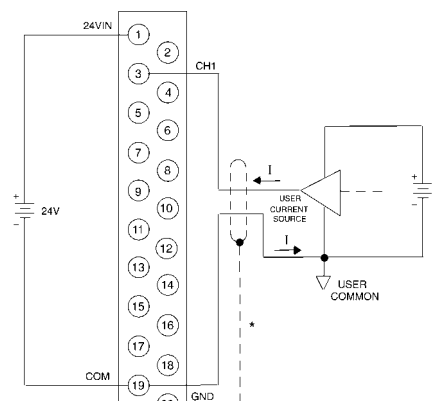 24VIN
1
2
3
CH1
4
5
6
7
8
I
9
USER
CURRENT
SOURCE
+
-
10
+
24V
-
11
I
12
13
USER
COMMON
14
15
16
*
17
18
COM
19
GND